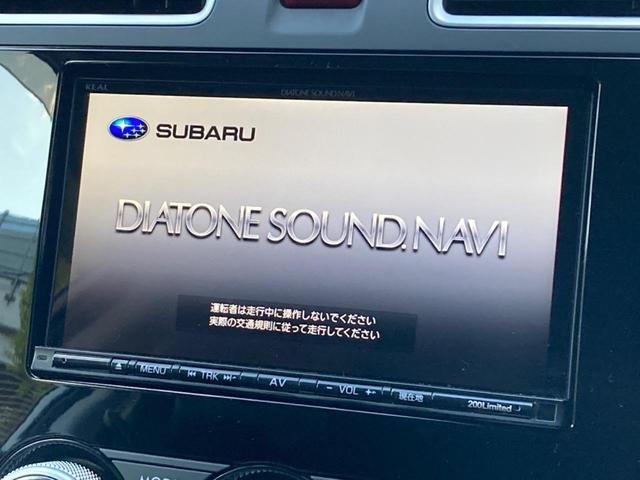 DIATONE SOUND.NAVI
SUBARU
DIATONE SOUND.NAVI
運転者は走行中に操作しないでください
実際の交通規則に従って走行してください
MENU
TRK
AV
- VOL +
現在地
200Limited